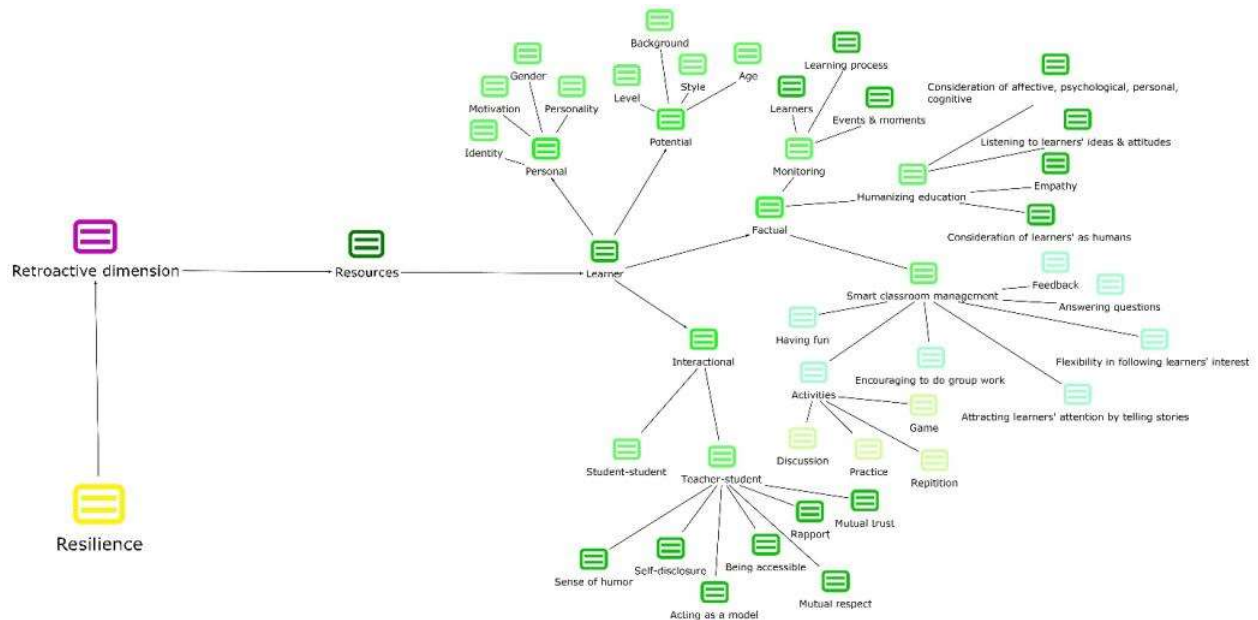 Background
Gender
Style
Age
Level
Motivation
Personality
Identity
Personal
Potential
Learning process
Learners
Events & moments
Monitoring
Consideration of affective, psychological, personal,
cognitive
Listening to learners' ideas & attitudes
Empathy
Humanizing education
Consideration of learners' as humans
Factual
Retroactive dimension
Resources
Learner
Smart classroom management
Feedback
Answering questions
Having fun
Flexibility in following learners' interest
Encouraging to do group work
Attracting learners' attention by telling stories
Activities
Game
Discussion
Practice
Repitition
Interactional
Student-student
Teacher-student
Mutual trust
Rapport
Being accessible
Self-disclosure
Sense of humor
Mutual respect
Acting as a model
Resilience